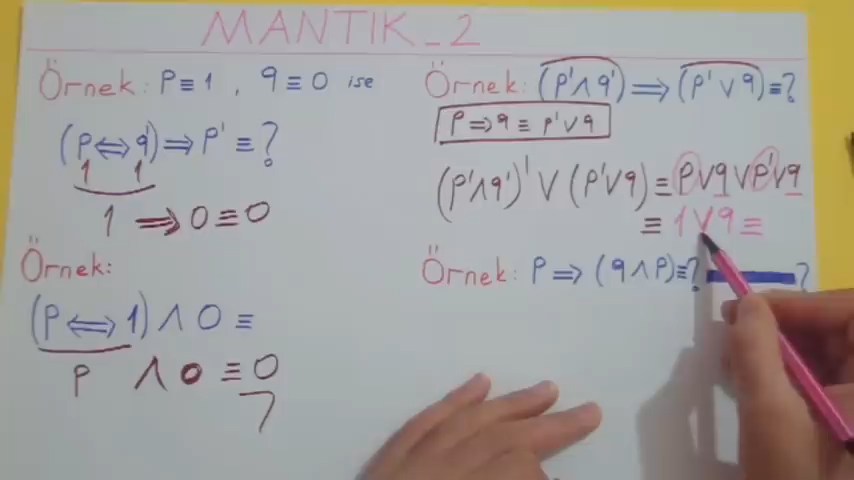 MANTIK_2
Örnek: P≡1 , q≡0 ise
(P⇔q')⇒P'≡?
1 1
1 ⇒ 0≡0
Örnek:
(P⇔1)∧0≡
P ∧ 0 ≡0
Örnek: (P'∧q')⇒(P'∨q)≡?
P⇒q ≡ P'∨q
(P'∧q')'∨(P'∨q)≡P∨q∨P'∨q
≡1∨q≡
Örnek: P⇒(q∧P)≡? ?